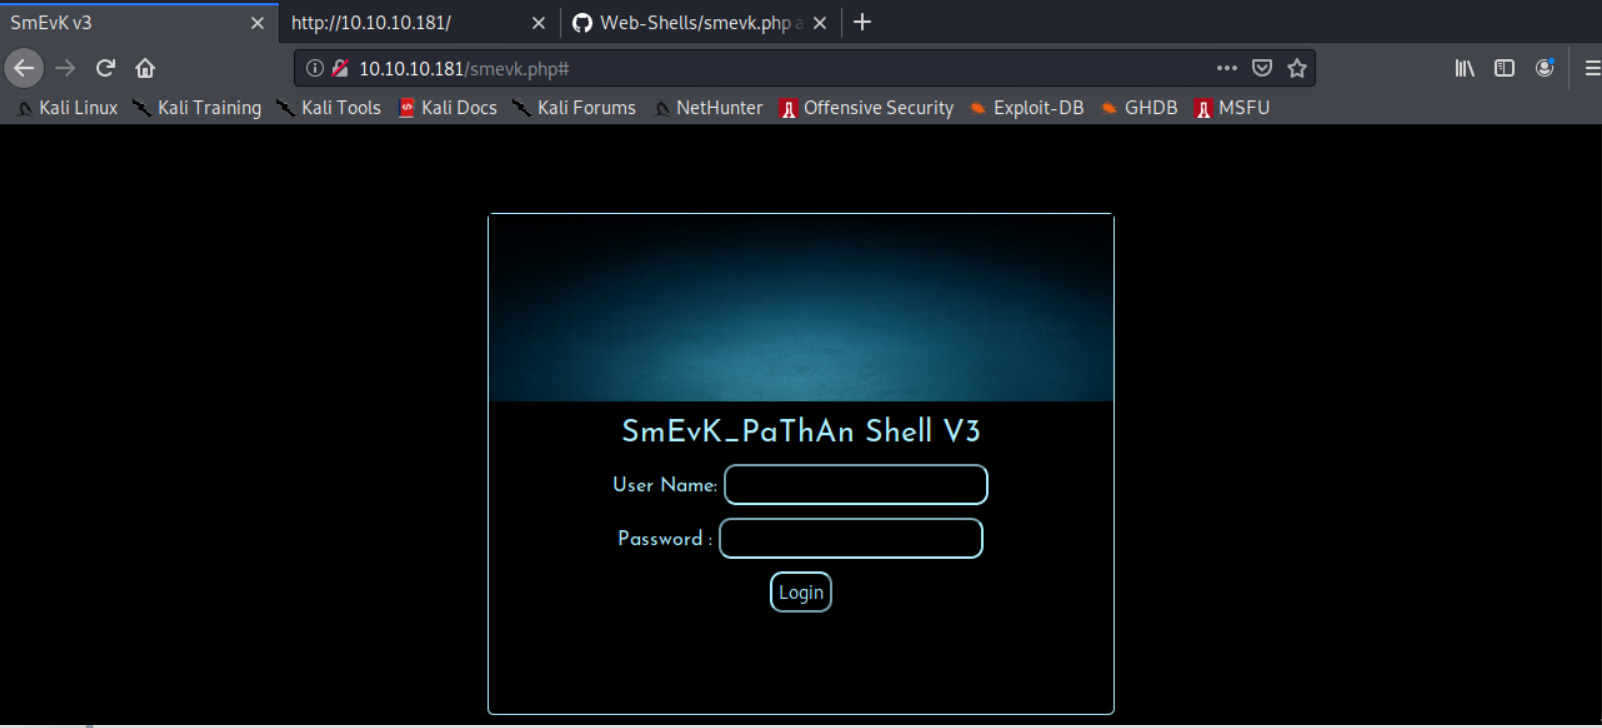 SmEvK v3
http://10.10.10.181/
Web-Shells/smevk.php a
10.10.10.181/smevk.php#
Kali Linux Kali Training Kali Tools Kali Docs Kali Forums NetHunter Offensive Security Exploit-DB GHDB MSFU
SmEvK_PaThAn Shell V3
User Name:
Password :
Login